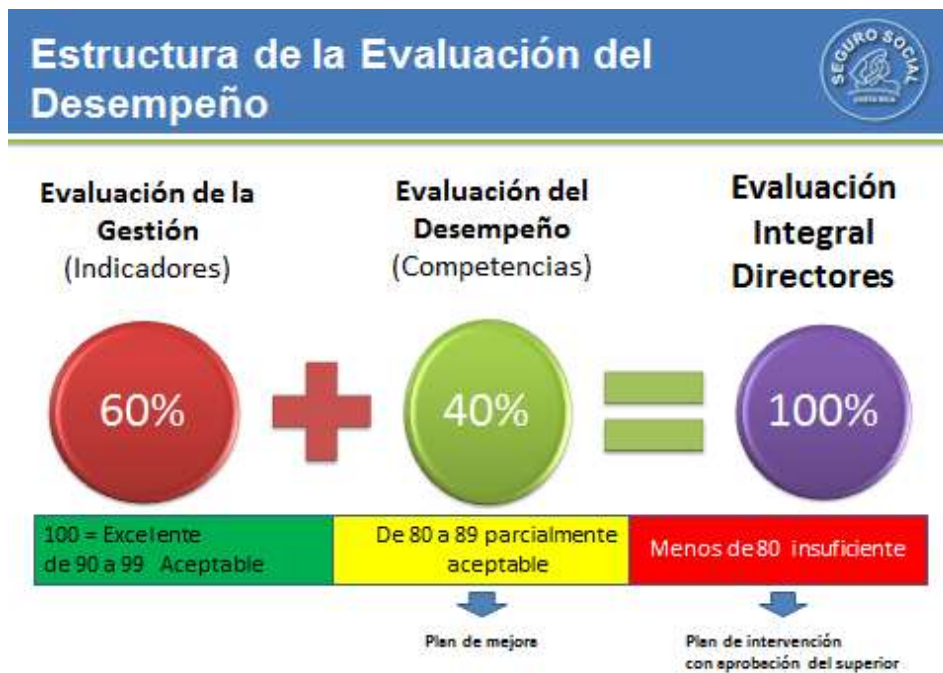 Estructura de la Evaluación del
Desempeño
SEGURO SOCIAL
COSTA RICA
Evaluación de la
Gestión
(Indicadores)
Evaluación del
Desempeño
(Competencias)
Evaluación
Integral
Directores
60%
40%
100%
100 = Excelente
de 90 a 99 Aceptable
De 80 a 89 parcialmente
aceptable
Menos de 80 insuficiente
Plan de mejora
Plan de intervención
con aprobación del superior